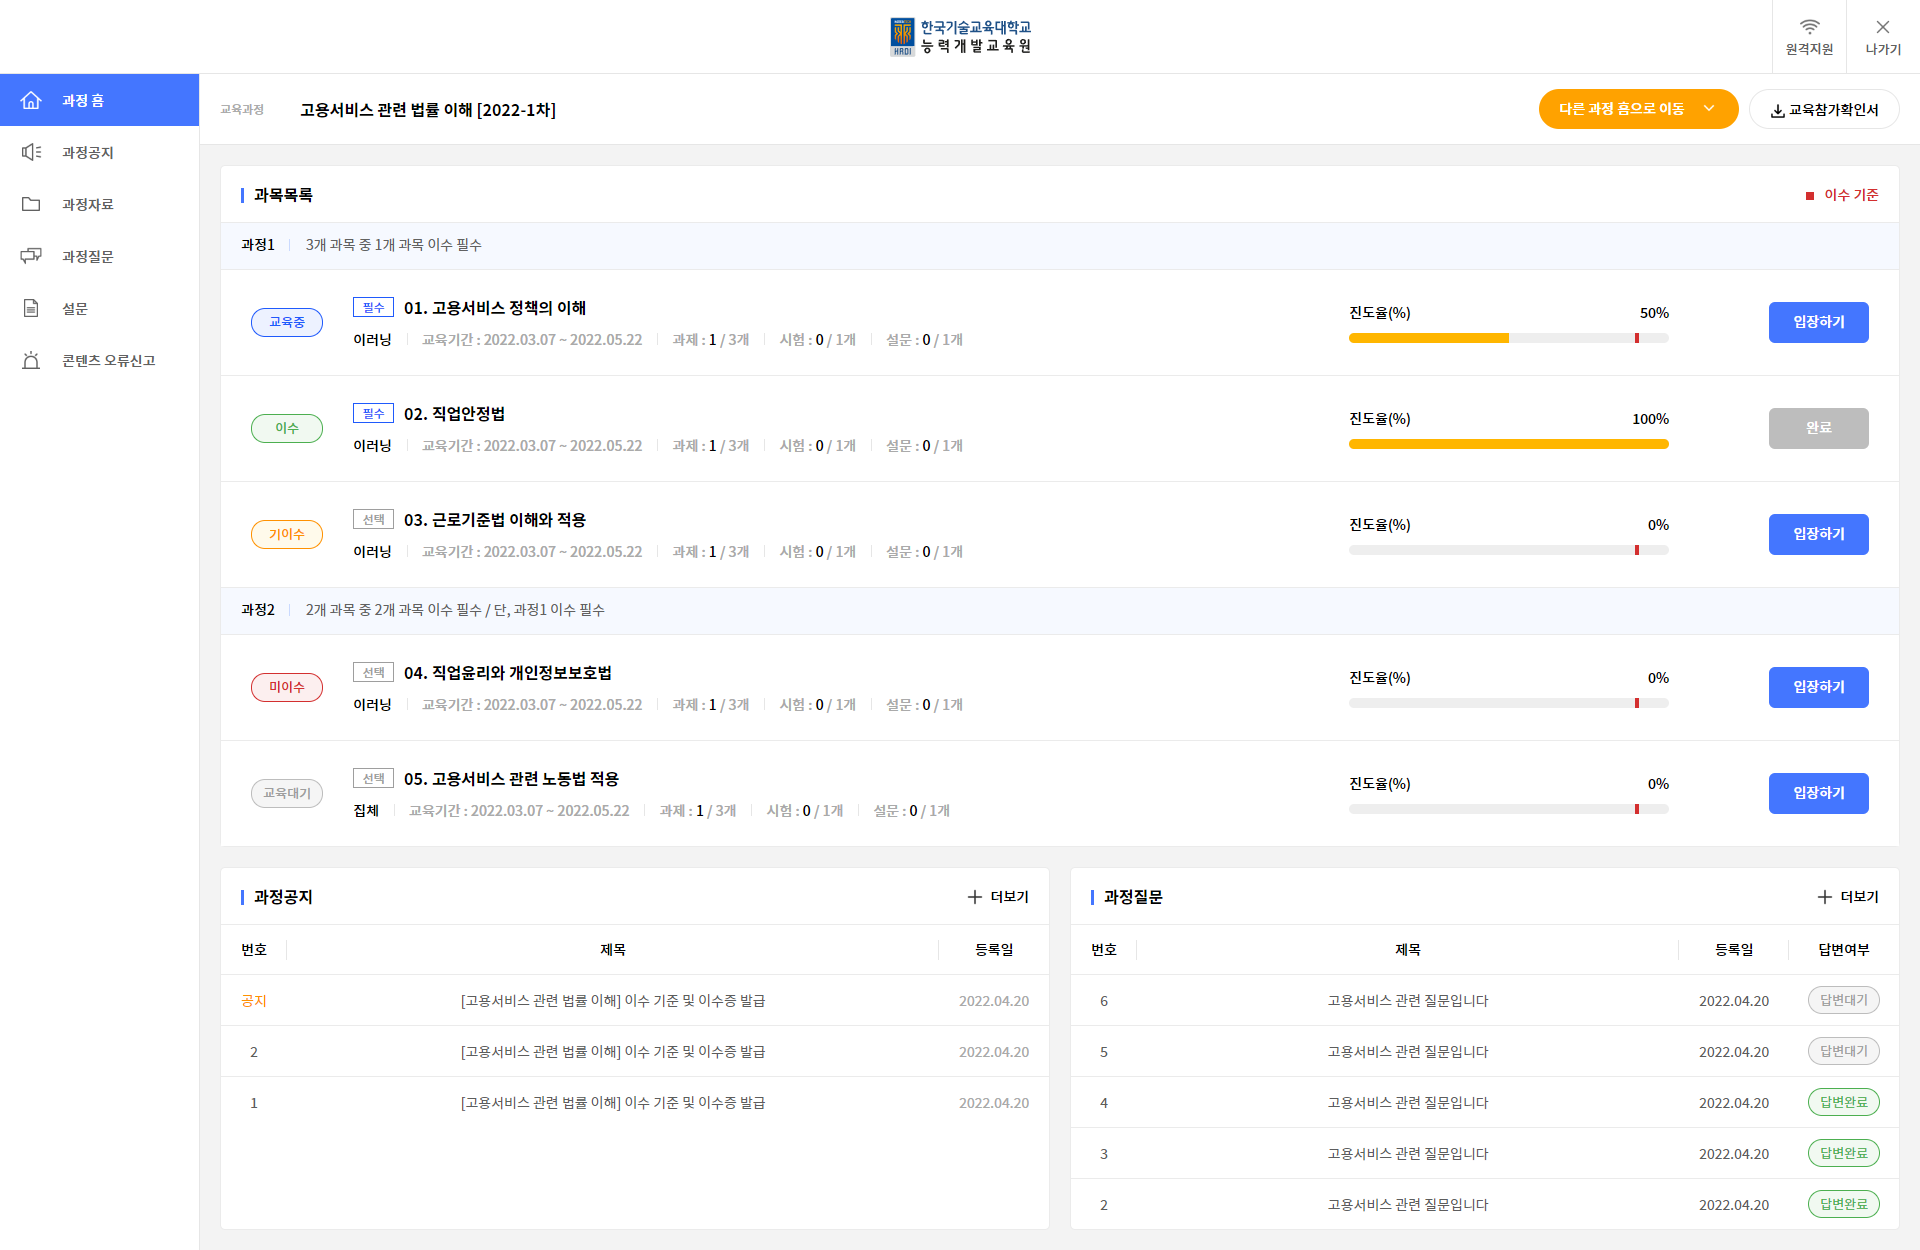 한국기술교육대학교
능력개발교육원
HRDI
원격지원
나가기
과정 홈
과정공지
과정자료
과정질문
설문
콘텐츠 오류신고
교육과정
고용서비스 관련 법률 이해 [2022-1차]
다른 과정 홈으로 이동
교육참가확인서
과목목록
이수 기준
과정1 3개 과목 중 1개 과목 이수 필수
교육중
필수 01. 고용서비스 정책의 이해
이러닝 교육기간 : 2022.03.07 ~ 2022.05.22 과제 : 1 / 3개 시험 : 0 / 1개 설문 : 0 / 1개
진도율(%) 50%
입장하기
이수
필수 02. 직업안정법
이러닝 교육기간 : 2022.03.07 ~ 2022.05.22 과제 : 1 / 3개 시험 : 0 / 1개 설문 : 0 / 1개
진도율(%) 100%
완료
기이수
선택 03. 근로기준법 이해와 적용
이러닝 교육기간 : 2022.03.07 ~ 2022.05.22 과제 : 1 / 3개 시험 : 0 / 1개 설문 : 0 / 1개
진도율(%) 0%
입장하기
과정2 2개 과목 중 2개 과목 이수 필수 / 단, 과정1 이수 필수
미이수
선택 04. 직업윤리와 개인정보보호법
이러닝 교육기간 : 2022.03.07 ~ 2022.05.22 과제 : 1 / 3개 시험 : 0 / 1개 설문 : 0 / 1개
진도율(%) 0%
입장하기
교육대기
선택 05. 고용서비스 관련 노동법 적용
집체 교육기간 : 2022.03.07 ~ 2022.05.22 과제 : 1 / 3개 시험 : 0 / 1개 설문 : 0 / 1개
진도율(%) 0%
입장하기
과정공지
더보기
번호 제목 등록일
공지 [고용서비스 관련 법률 이해] 이수 기준 및 이수증 발급 2022.04.20
2 [고용서비스 관련 법률 이해] 이수 기준 및 이수증 발급 2022.04.20
1 [고용서비스 관련 법률 이해] 이수 기준 및 이수증 발급 2022.04.20
과정질문
더보기
번호 제목 등록일 답변여부
6 고용서비스 관련 질문입니다 2022.04.20 답변대기
5 고용서비스 관련 질문입니다 2022.04.20 답변대기
4 고용서비스 관련 질문입니다 2022.04.20 답변완료
3 고용서비스 관련 질문입니다 2022.04.20 답변완료
2 고용서비스 관련 질문입니다 2022.04.20 답변완료